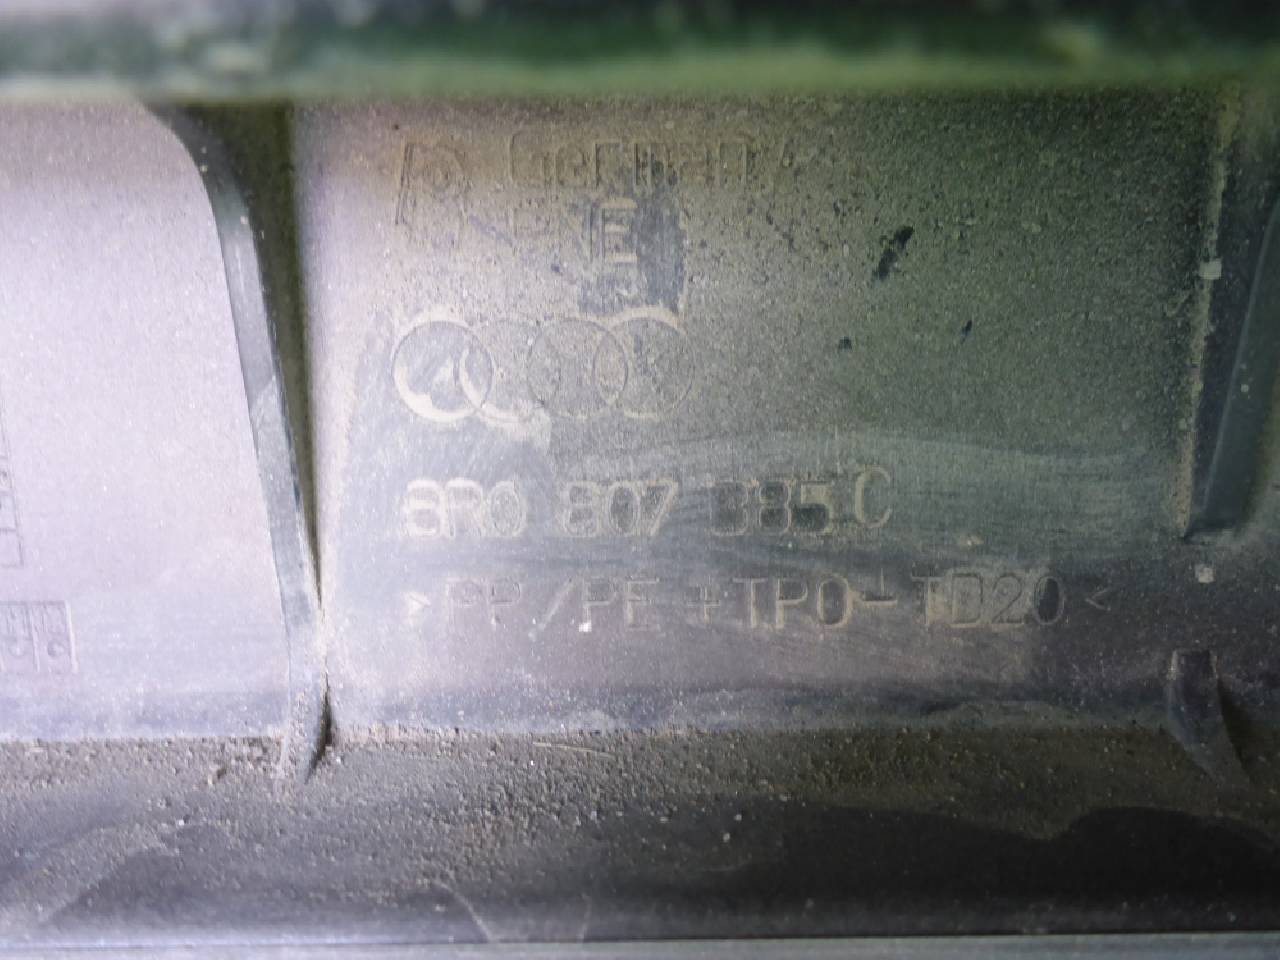 Germany
8R0 807 385 C
>PP/PE+TPO-TD20<